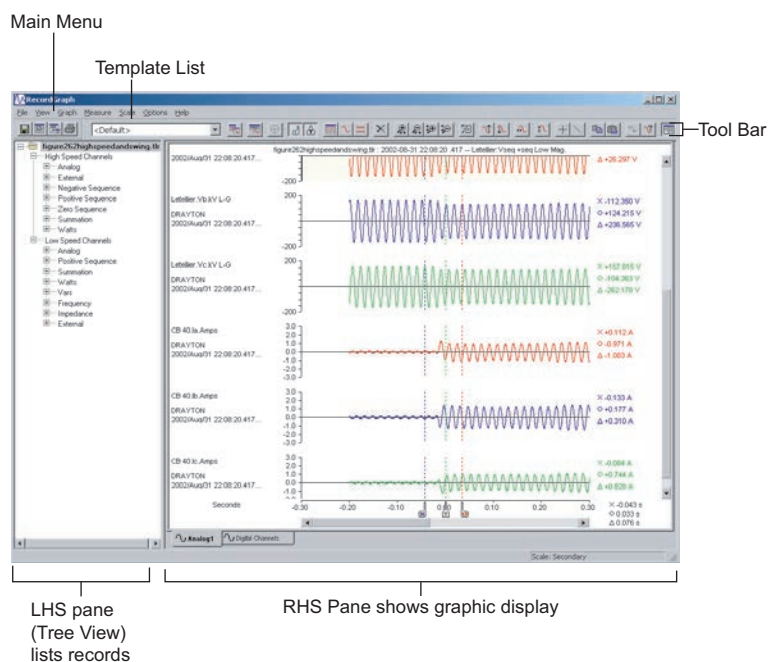 Main Menu
Template List
RecordGraph
File View Graph Measure Scale Options Help
<Default>
Tool Bar
figure262highspeedandswing.tlr
High Speed Channels
Analog
External
Negative Sequence
Positive Sequence
Zero Sequence
Summation
Watts
Low Speed Channels
Analog
Positive Sequence
Summation
Watts
Vars
Frequency
Impedance
External
figure262highspeedandswing.tlr : 2002-08-31 22:08:20 .417 -- Letellier:Vseq +seq Low Mag.
2002/Aug/31 22:08:20.417...
-200
Δ +26.297 V
Letellier.Vb.kV L-G
DRAYTON
2002/Aug/31 22:08:20.417...
200
0
-200
X -112.350 V
◇ +124.215 V
Δ +236.565 V
Letellier.Vc.kV L-G
DRAYTON
2002/Aug/31 22:08:20.417...
200
0
-200
X +157.815 V
◇ -104.363 V
Δ -262.178 V
CB 40.Ia.Amps
DRAYTON
2002/Aug/31 22:08:20.417...
3.0
2.0
1.0
0.0
-1.0
-2.0
-3.0
X +0.112 A
◇ -0.971 A
Δ -1.083 A
CB 40.Ib.Amps
DRAYTON
2002/Aug/31 22:08:20.417...
3.0
2.0
1.0
0.0
-1.0
-2.0
-3.0
X -0.133 A
◇ +0.177 A
Δ +0.310 A
CB 40.Ic.Amps
DRAYTON
2002/Aug/31 22:08:20.417...
3.0
2.0
1.0
0.0
-1.0
X -0.084 A
◇ +0.744 A
Δ +0.828 A
Seconds
-0.30 -0.20 -0.10 0.00 0.10 0.20 0.30
X -0.043 s
◇ 0.033 s
Δ 0.076 s
Analog1 Digital Channels
Scale: Secondary
LHS pane
(Tree View)
lists records
RHS Pane shows graphic display